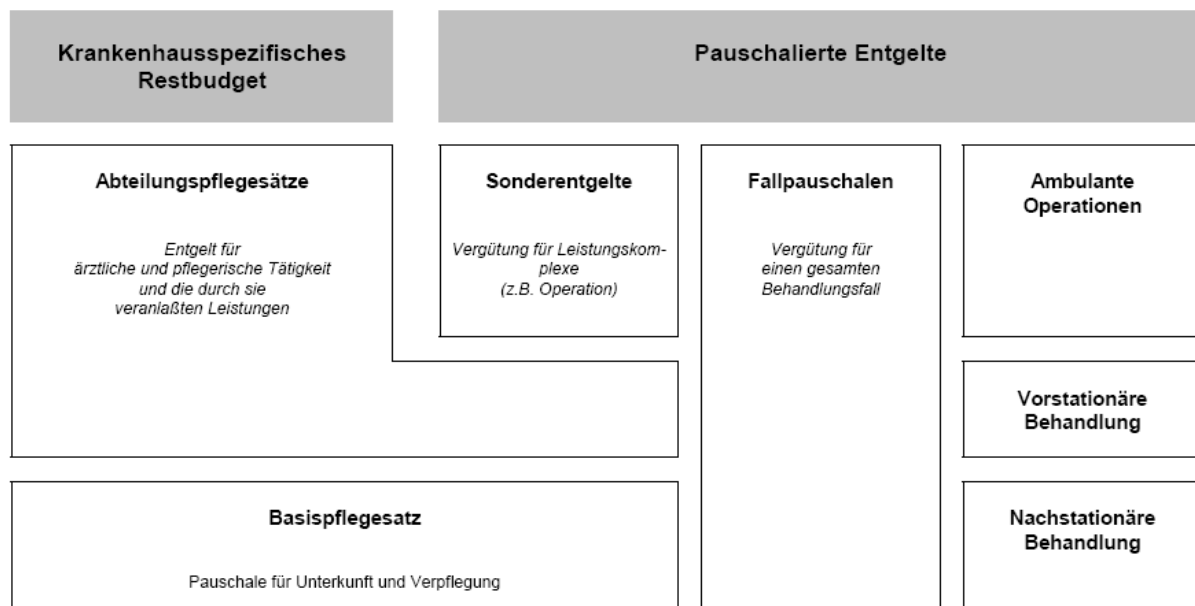 Krankenhausspezifisches
Restbudget
Pauschalierte Entgelte
Abteilungspflegesätze
Entgelt für
ärztliche und pflegerische Tätigkeit
und die durch sie
veranlaßten Leistungen
Sonderentgelte
Vergütung für Leistungskom-
plexe
(z.B. Operation)
Fallpauschalen
Vergütung für
einen gesamten
Behandlungsfall
Ambulante
Operationen
Vorstationäre
Behandlung
Basispflegesatz
Pauschale für Unterkunft und Verpflegung
Nachstationäre
Behandlung